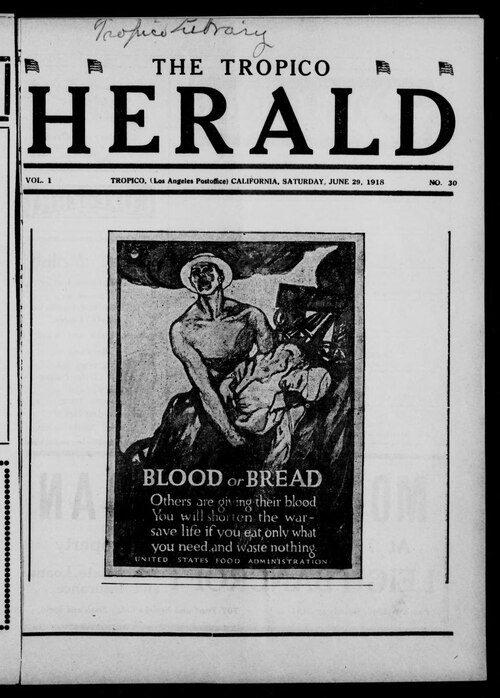 Tropico Library
THE TROPICO
HERALD
VOL. 1 TROPICO, (Los Angeles Postoffice) CALIFORNIA, SATURDAY, JUNE 29, 1918 NO. 30
BLOOD or BREAD
Others are giving their blood
You will shorten the war-
save life if you eat only what
you need, and waste nothing.
UNITED STATES FOOD ADMINISTRATION